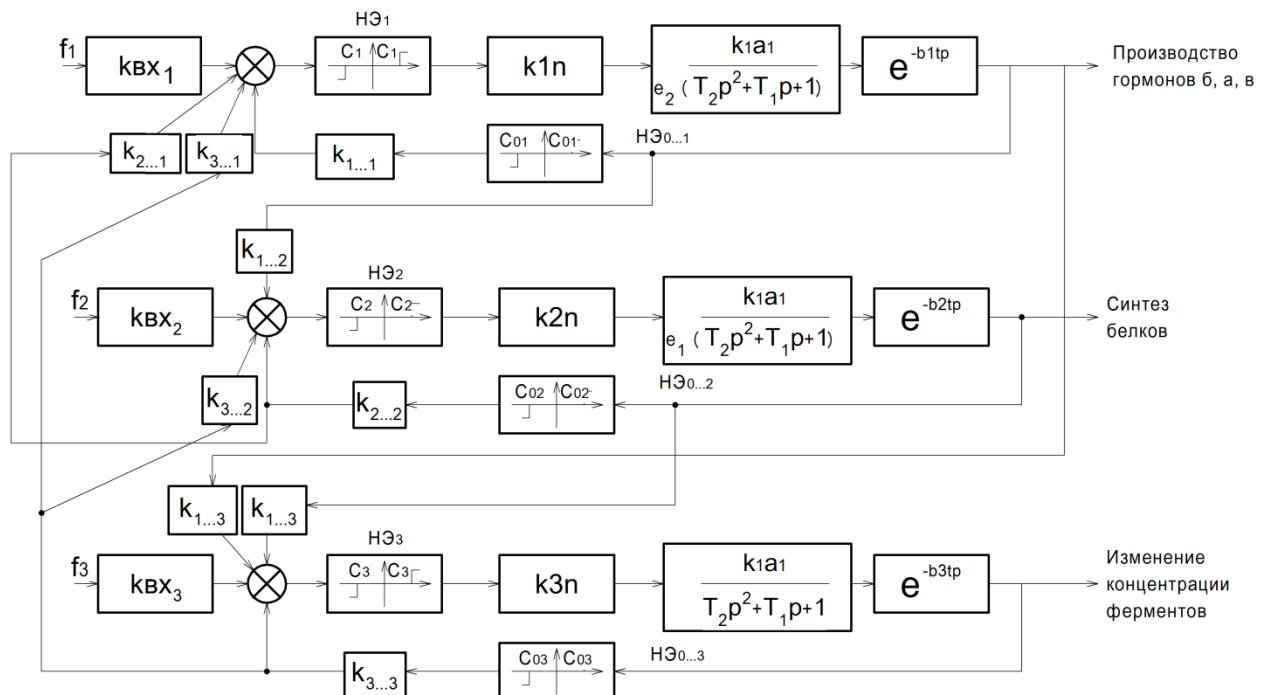 НЭ₁
f₁
kвх₁
C₁ C₁
k1n
k₁a₁
e₂ (T₂p²+T₁p+1)
e^-b1tp
Производство
гормонов б, а, в
k₂...₁
k₃...₁
k₁...₁
C₀₁ C₀₁
НЭ₀...₁
k₁...₂
НЭ₂
f₂
kвх₂
C₂ C₂
k2n
k₁a₁
e₁ (T₂p²+T₁p+1)
e^-b2tp
Синтез
белков
k₃...₂
k₂...₂
C₀₂ C₀₂
НЭ₀...₂
k₁...₃
k₁...₃
НЭ₃
f₃
kвх₃
C₃ C₃
k3n
k₁a₁
T₂p²+T₁p+1
e^-b3tp
Изменение
концентрации
ферментов
k₃...₃
C₀₃ C₀₃
НЭ₀...₃